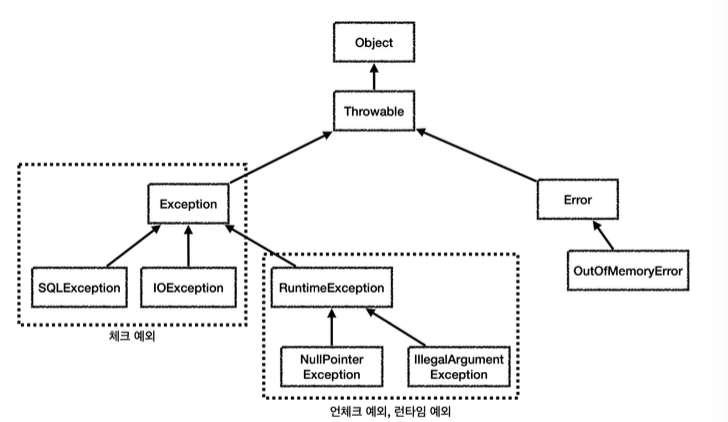 Object
Throwable
Exception
Error
SQLException
IOException
RuntimeException
OutOfMemoryError
체크 예외
NullPointer
Exception
IllegalArgument
Exception
언체크 예외, 런타임 예외